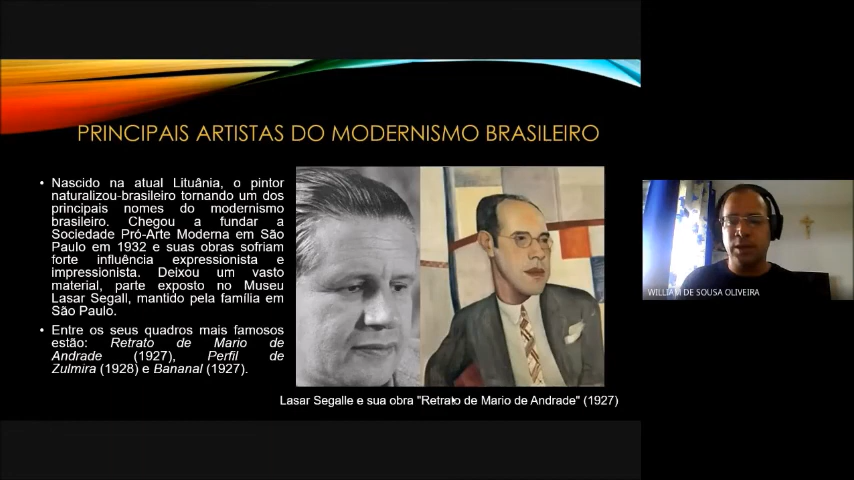 PRINCIPAIS ARTISTAS DO MODERNISMO BRASILEIRO
• Nascido na atual Lituânia, o pintor
naturalizou-brasileiro tornando um dos
principais nomes do modernismo
brasileiro. Chegou a fundar a
Sociedade Pró-Arte Moderna em São
Paulo em 1932 e suas obras sofriam
forte influência expressionista e
impressionista. Deixou um vasto
material, parte exposto no Museu
Lasar Segall, mantido pela família em
São Paulo.
• Entre os seus quadros mais famosos
estão: Retrato de Mario de
Andrade (1927), Perfil de
Zulmira (1928) e Bananal (1927).
Lasar Segalle e sua obra "Retrato de Mario de Andrade" (1927)
WILLIAM DE SOUSA OLIVEIRA